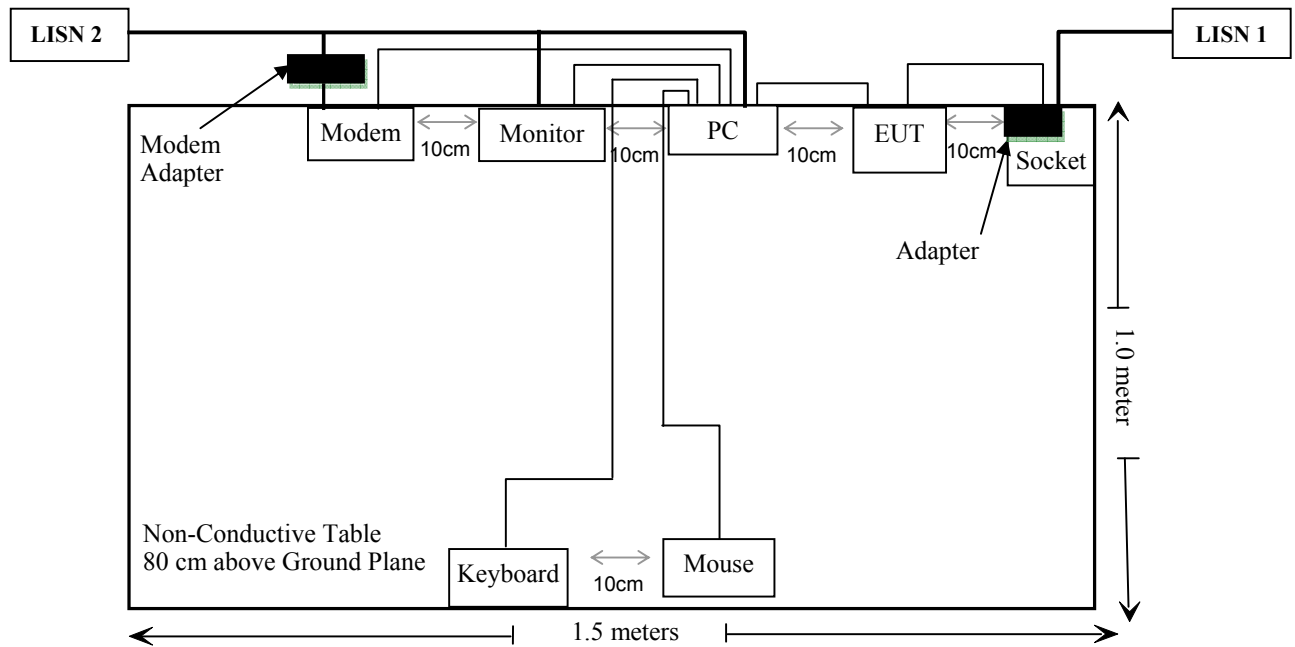 LISN 2
LISN 1
Modem
Adapter
Modem
10cm
Monitor
10cm
PC
10cm
EUT
10cm
Socket
Adapter
1.0 meter
Non-Conductive Table
80 cm above Ground Plane
Keyboard
10cm
Mouse
1.5 meters